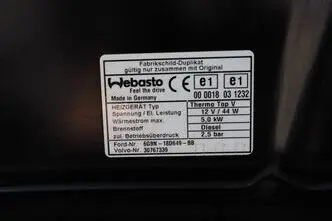 Fabrikschild-Duplikat
gültig nur zusammen mit Original
Webasto
Feel the drive
Made in Germany
e1 e1
00 0018 03 1232
HEIZGERÄT Typ Thermo Top V
Spannung / El. Leistung 12 V / 44 W
Wärmestrom max. 5,0 kW
Brennstoff Diesel
zul. Betriebsüberdruck 2,5 bar
Ford-Nr. 6G9N-18D649-BB
Volvo-Nr. 30767339